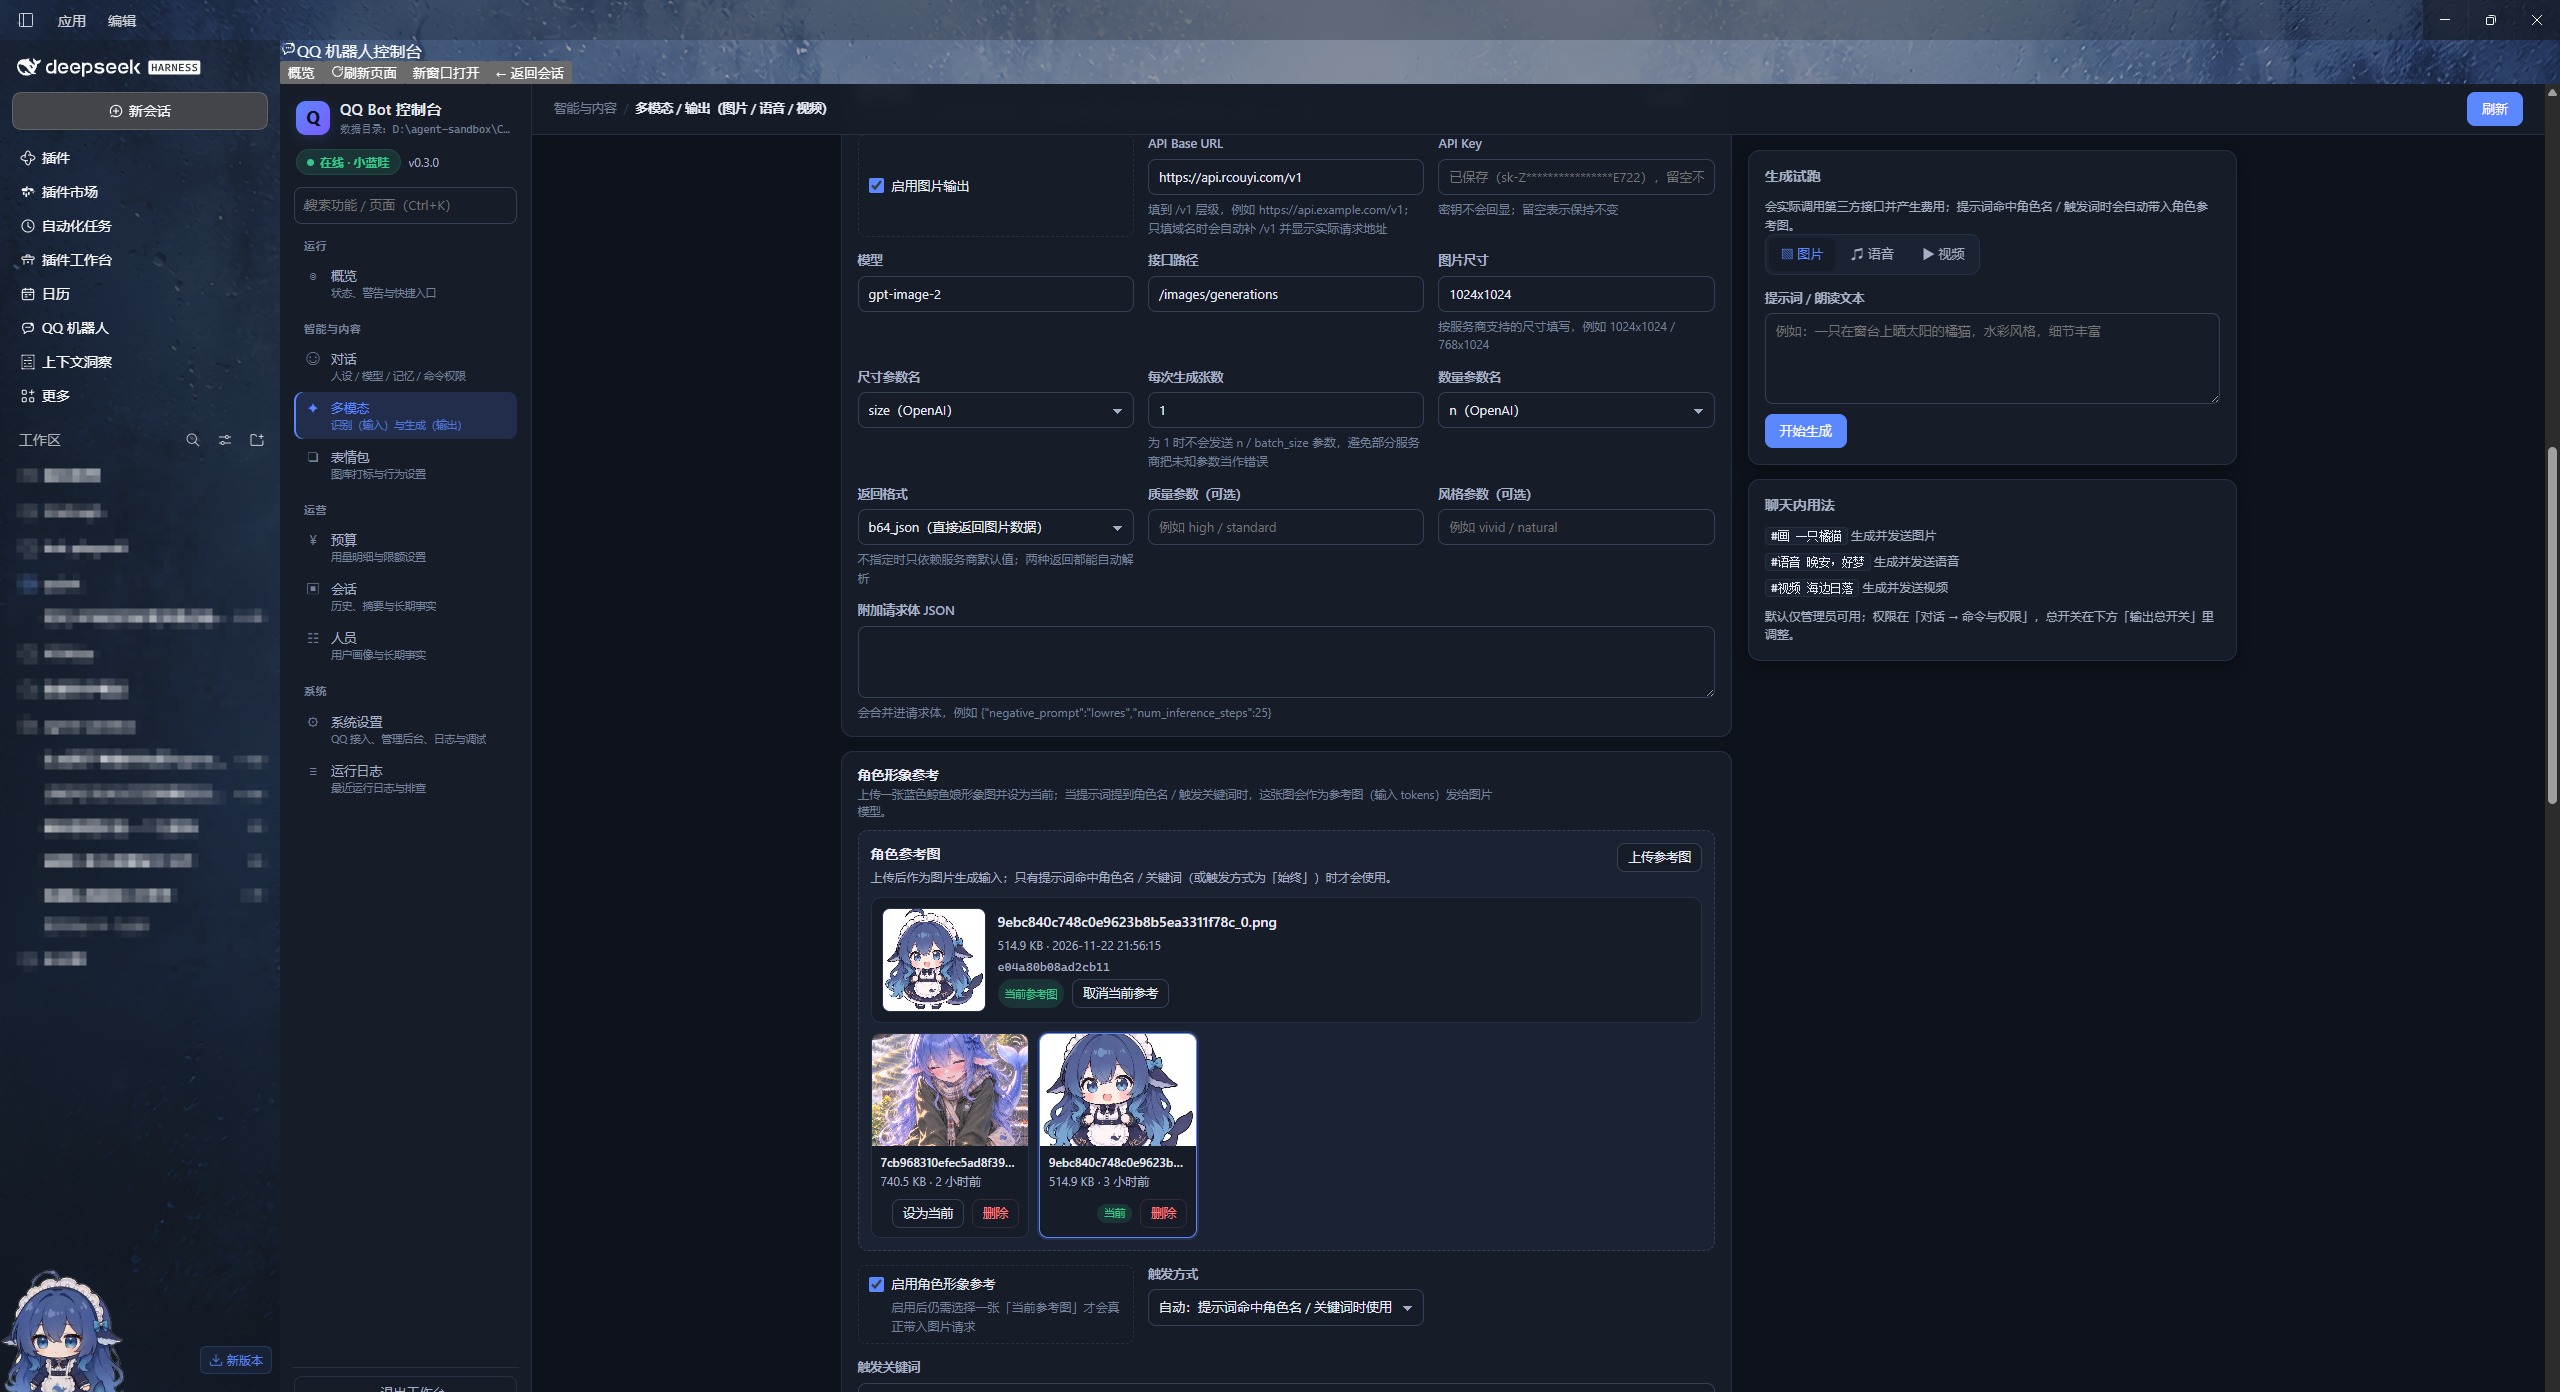 应用 编辑
deepseek HARNESS
新会话
插件
插件市场
自动化任务
插件工作台
日历
QQ 机器人
上下文洞察
更多
工作区
新版本
QQ 机器人控制台
概览 刷新页面 新窗口打开 ← 返回会话
Q
QQ Bot 控制台
数据目录: D:\agent-sandbox\C…
在线 · 小蓝哇 v0.3.0
搜索功能 / 页面（Ctrl+K）
运行
概览
状态、警告与快捷入口
智能与内容
对话
人设 / 模型 / 记忆 / 命令权限
多模态
识别（输入）与生成（输出）
表情包
图库打标与行为设置
运营
预算
用量明细与限额设置
会话
历史、摘要与长期事实
人员
用户画像与长期事实
系统
系统设置
QQ 接入、管理后台、日志与调试
运行日志
最近运行日志与排查
智能与内容 / 多模态 / 输出（图片 / 语音 / 视频）
刷新
启用图片输出
API Base URL
https://api.rcouyi.com/v1
填到 /v1 层级，例如 https://api.example.com/v1；
只填域名时会自动补 /v1 并显示实际请求地址
API Key
已保存（sk-Z****************E722），留空不
密钥不会回显；留空表示保持不变
模型
gpt-image-2
接口路径
/images/generations
图片尺寸
1024x1024
按服务商支持的尺寸填写，例如 1024x1024 /
768x1024
尺寸参数名
size（OpenAI）
每次生成张数
1
为 1 时不会发送 n / batch_size 参数，避免部分服务
商把未知参数当作错误
数量参数名
n（OpenAI）
返回格式
b64_json（直接返回图片数据）
不指定时只依赖服务商默认值；两种返回都能自动解
析
质量参数（可选）
例如 high / standard
风格参数（可选）
例如 vivid / natural
附加请求体 JSON
会合并进请求体，例如 {"negative_prompt":"lowres","num_inference_steps":25}
角色形象参考
上传一张蓝色鲸鱼娘形象图并设为当前；当提示词提到角色名 / 触发关键词时，这张图会作为参考图（输入 tokens）发给图片
模型。
角色参考图
上传后作为图片生成输入；只有提示词命中角色名 / 关键词（或触发方式为「始终」）时才会使用。
上传参考图
9ebc840c748c0e9623b8b5ea3311f78c_0.png
514.9 KB · 2026-11-22 21:56:15
e04a80b08ad2cb11
当前参考图 取消当前参考
7cb968310efec5ad8f39...
740.5 KB · 2 小时前
设为当前 删除
9ebc840c748c0e9623b...
514.9 KB · 3 小时前
当前 删除
启用角色形象参考
启用后仍需选择一张「当前参考图」才会真
正带入图片请求
触发方式
自动：提示词命中角色名 / 关键词时使用
触发关键词
生成试跑
会实际调用第三方接口并产生费用；提示词命中角色名 / 触发词时会自动带入角色参
考图。
图片 语音 视频
提示词 / 朗读文本
例如：一只在窗台上晒太阳的橘猫，水彩风格，细节丰富
开始生成
聊天内用法
#画 一只橘猫 生成并发送图片
#语音 晚安，好梦 生成并发送语音
#视频 海边日落 生成并发送视频
默认仅管理员可用；权限在「对话 → 命令与权限」，总开关在下方「输出总开关」里
调整。